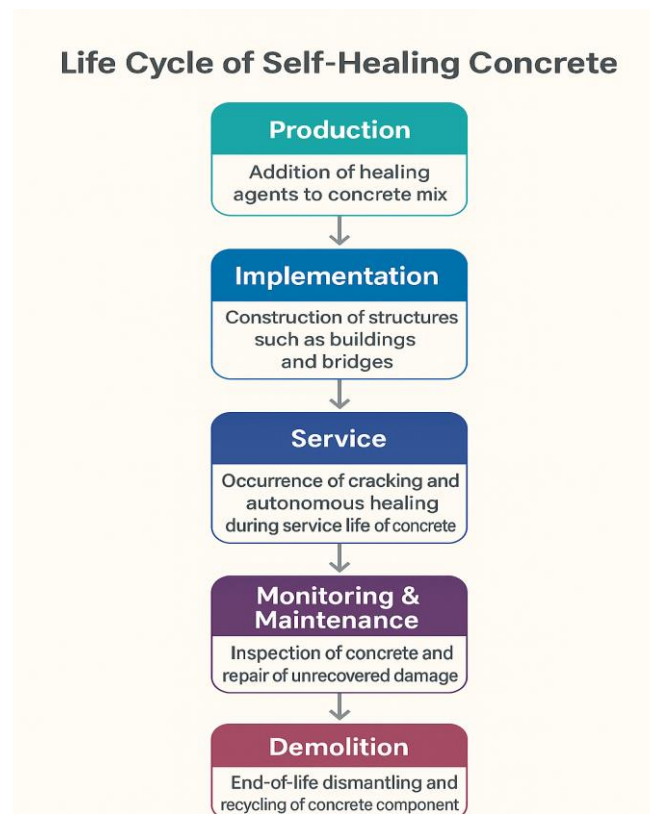 Life Cycle of Self-Healing Concrete
Production
Addition of healing
agents to concrete mix
Implementation
Construction of structures
such as buildings
and bridges
Service
Occurrence of cracking and
autonomous healing
during service life of concrete
Monitoring &
Maintenance
Inspection of concrete and
repair of unrecovered damage
Demolition
End-of-life dismantling and
recycling of concrete component